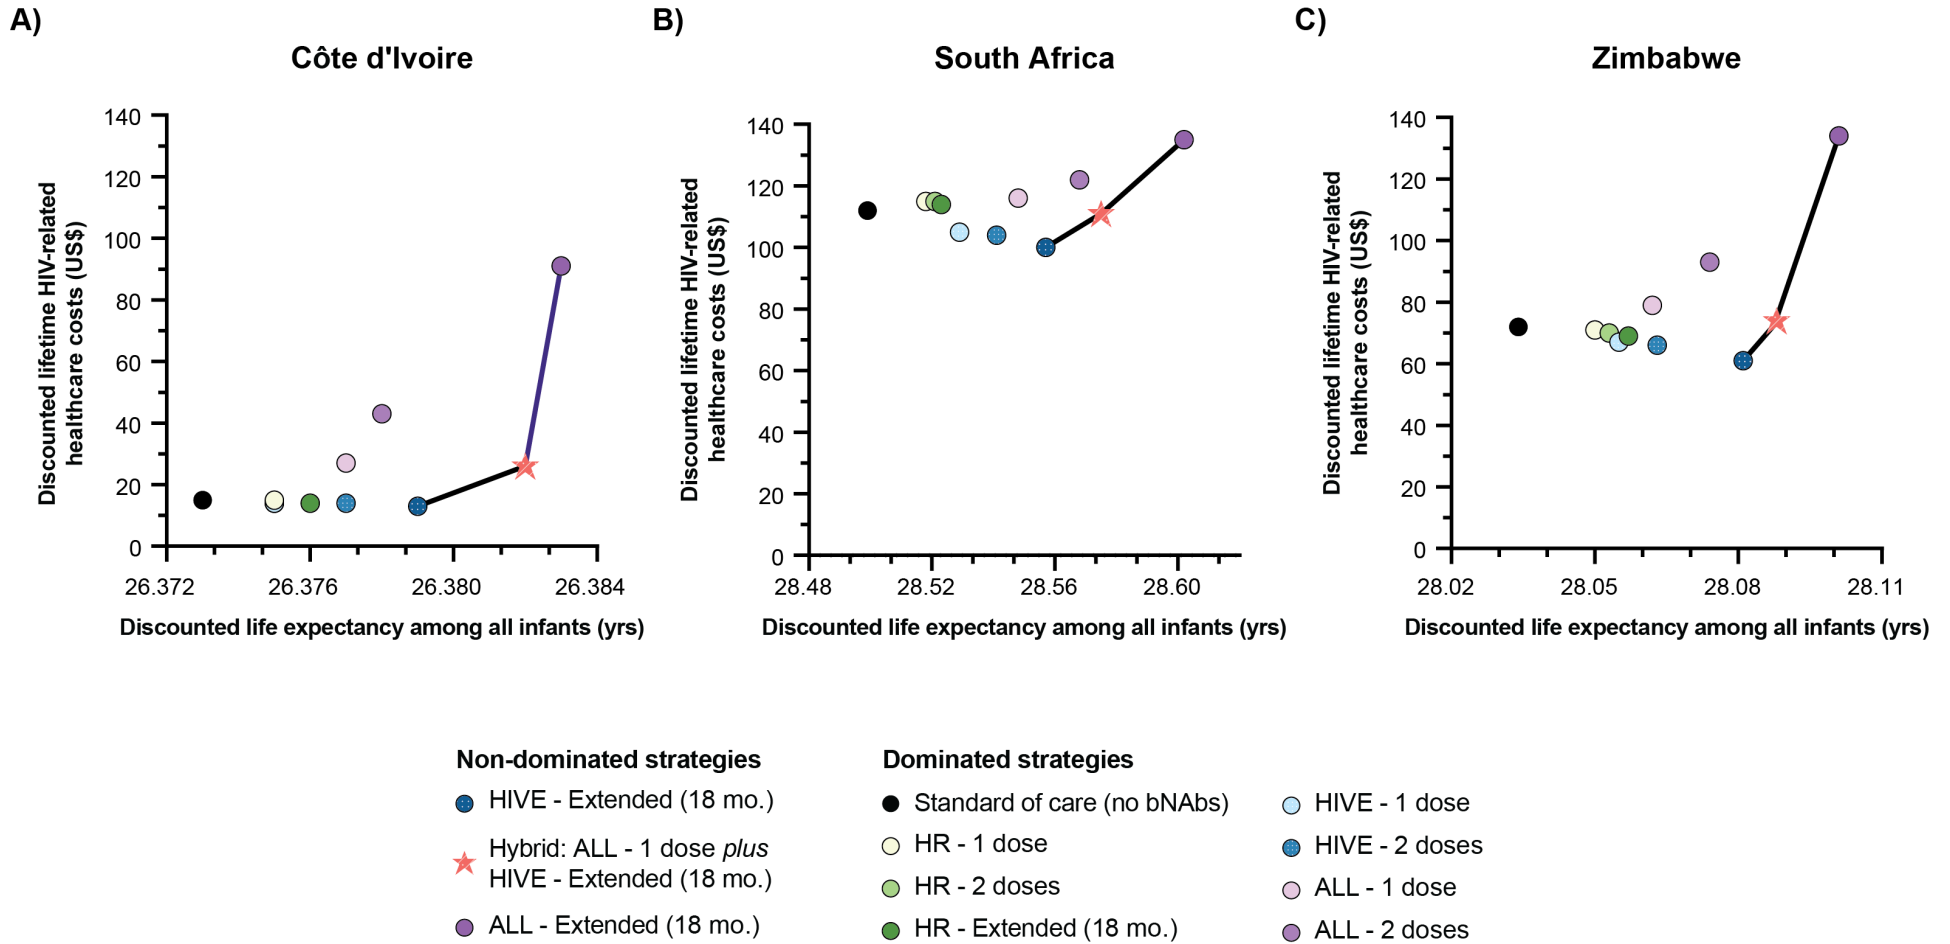 A)
Côte d'Ivoire
Discounted lifetime HIV-related
healthcare costs (US$)
140
120
100
80
60
40
20
0
26.372
26.376
26.380
26.384
Discounted life expectancy among all infants (yrs)
B)
South Africa
Discounted lifetime HIV-related
healthcare costs (US$)
140
120
100
80
60
40
20
0
28.48
28.52
28.56
28.60
Discounted life expectancy among all infants (yrs)
C)
Zimbabwe
Discounted lifetime HIV-related
healthcare costs (US$)
140
120
100
80
60
40
20
0
28.02
28.05
28.08
28.11
Discounted life expectancy among all infants (yrs)
Non-dominated strategies
HIVE - Extended (18 mo.)
Hybrid: ALL - 1 dose plus
HIVE - Extended (18 mo.)
ALL - Extended (18 mo.)
Dominated strategies
Standard of care (no bNAbs)
HR - 1 dose
HR - 2 doses
HR - Extended (18 mo.)
HIVE - 1 dose
HIVE - 2 doses
ALL - 1 dose
ALL - 2 doses